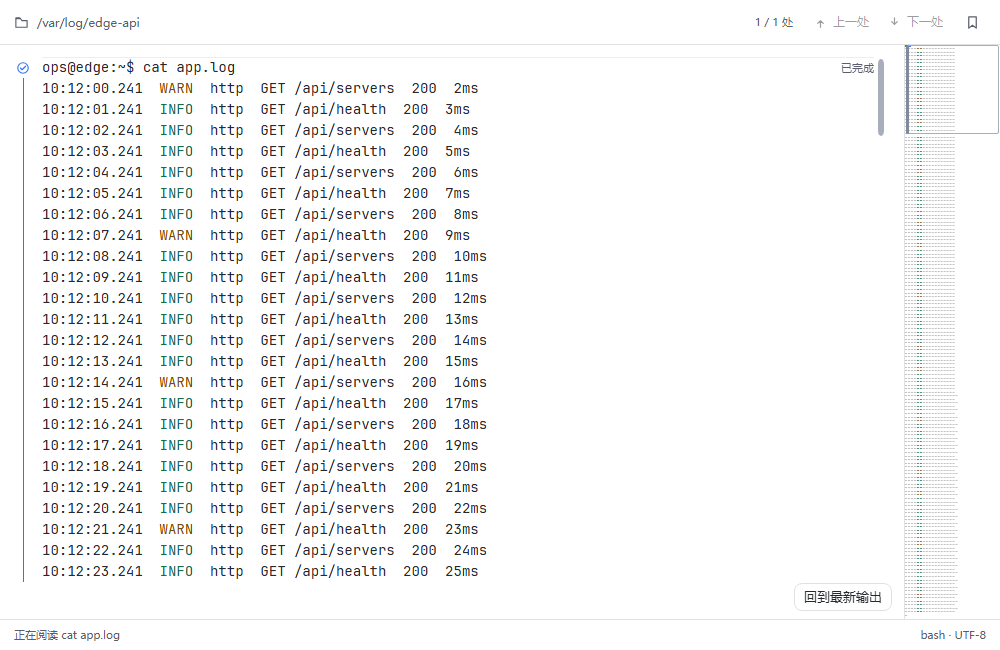 /var/log/edge-api 1 / 1 处 ↑ 上一处 ↓ 下一处
ops@edge:~$ cat app.log 已完成
10:12:00.241 WARN http GET /api/servers 200 2ms
10:12:01.241 INFO http GET /api/health 200 3ms
10:12:02.241 INFO http GET /api/servers 200 4ms
10:12:03.241 INFO http GET /api/health 200 5ms
10:12:04.241 INFO http GET /api/servers 200 6ms
10:12:05.241 INFO http GET /api/health 200 7ms
10:12:06.241 INFO http GET /api/servers 200 8ms
10:12:07.241 WARN http GET /api/health 200 9ms
10:12:08.241 INFO http GET /api/servers 200 10ms
10:12:09.241 INFO http GET /api/health 200 11ms
10:12:10.241 INFO http GET /api/servers 200 12ms
10:12:11.241 INFO http GET /api/health 200 13ms
10:12:12.241 INFO http GET /api/servers 200 14ms
10:12:13.241 INFO http GET /api/health 200 15ms
10:12:14.241 WARN http GET /api/servers 200 16ms
10:12:15.241 INFO http GET /api/health 200 17ms
10:12:16.241 INFO http GET /api/servers 200 18ms
10:12:17.241 INFO http GET /api/health 200 19ms
10:12:18.241 INFO http GET /api/servers 200 20ms
10:12:19.241 INFO http GET /api/health 200 21ms
10:12:20.241 INFO http GET /api/servers 200 22ms
10:12:21.241 WARN http GET /api/health 200 23ms
10:12:22.241 INFO http GET /api/servers 200 24ms
10:12:23.241 INFO http GET /api/health 200 25ms
回到最新输出
正在阅读 cat app.log bash · UTF-8